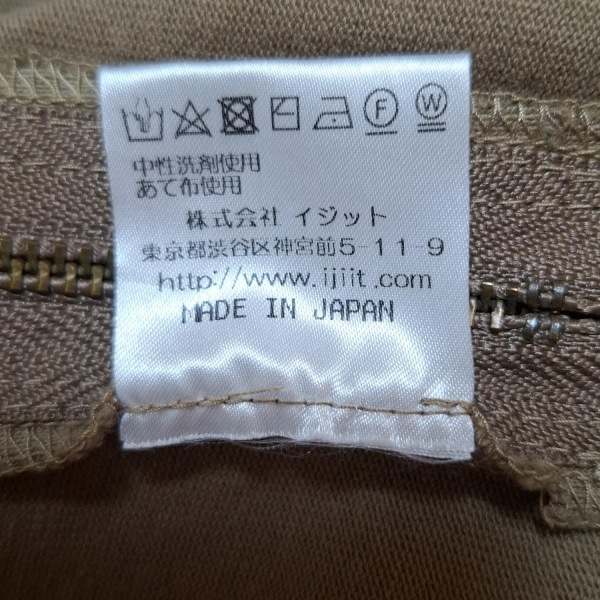 F W
中性洗剤使用
あて布使用
株式会社 イジット
東京都渋谷区神宮前5-11-9
http://www.ijiit.com
MADE IN JAPAN